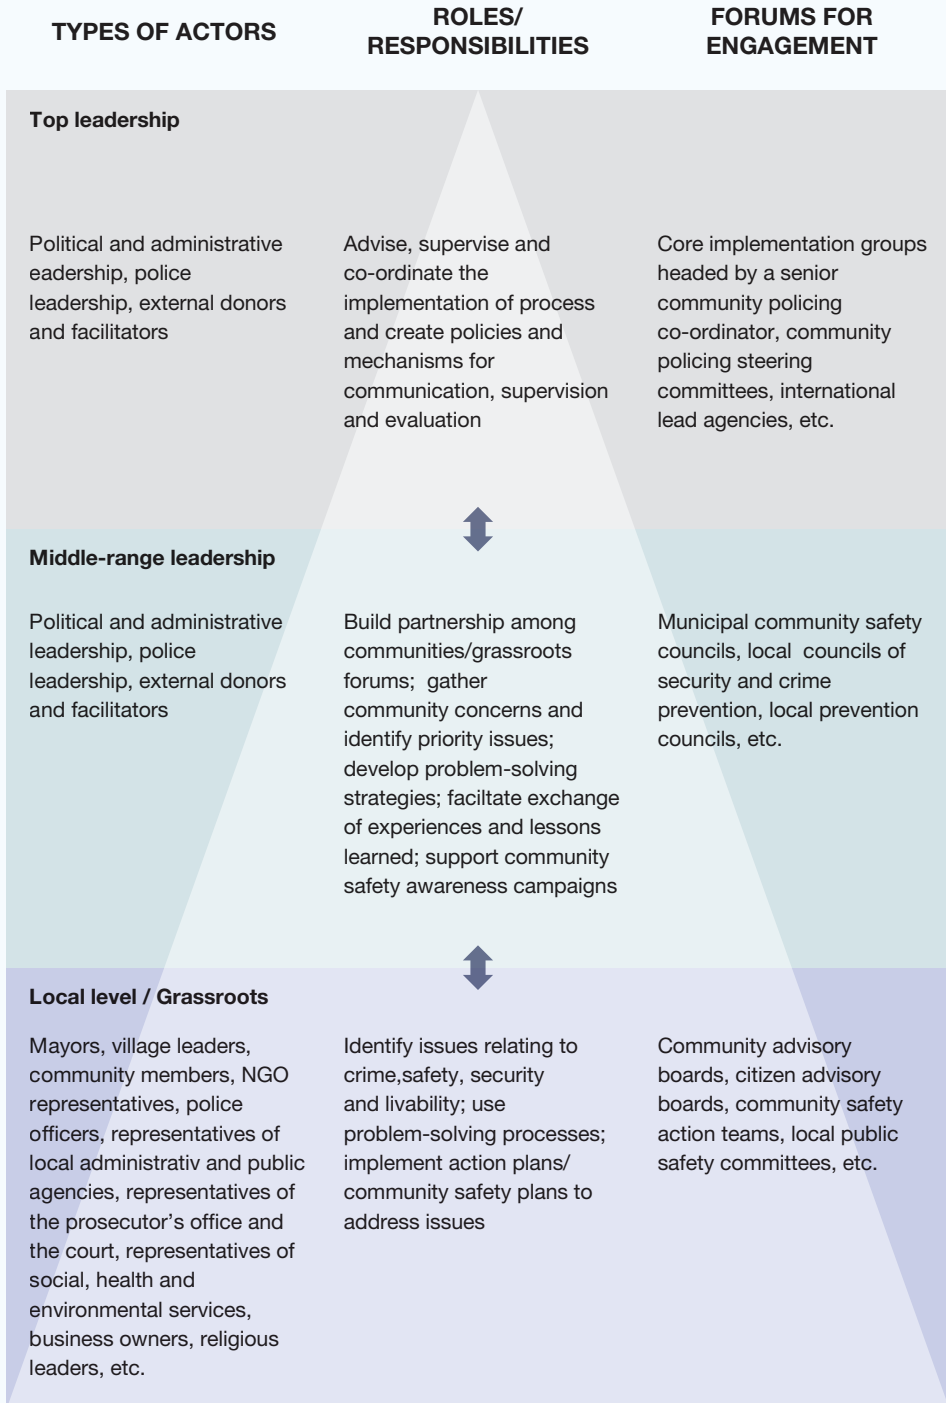 TYPES OF ACTORS
ROLES/
RESPONSIBILITIES
FORUMS FOR
ENGAGEMENT
Top leadership
Political and administrative
eadership, police
leadership, external donors
and facilitators
Advise, supervise and
co-ordinate the
implementation of process
and create policies and
mechanisms for
communication, supervision
and evaluation
Core implementation groups
headed by a senior
community policing
co-ordinator, community
policing steering
committees, international
lead agencies, etc.
Middle-range leadership
Political and administrative
leadership, police
leadership, external donors
and facilitators
Build partnership among
communities/grassroots
forums;  gather
community concerns and
identify priority issues;
develop problem-solving
strategies; faciltate exchange
of experiences and lessons
learned; support community
safety awareness campaigns
Municipal community safety
councils, local  councils of
security and crime
prevention, local prevention
councils, etc.
Local level / Grassroots
Mayors, village leaders,
community members, NGO
representatives, police
officers, representatives of
local administrativ and public
agencies, representatives of
the prosecutor’s office and
the court, representatives of
social, health and
environmental services,
business owners, religious
leaders, etc.
Identify issues relating to
crime,safety, security
and livability; use
problem-solving processes;
implement action plans/
community safety plans to
address issues
Community advisory
boards, citizen advisory
boards, community safety
action teams, local public
safety committees, etc.